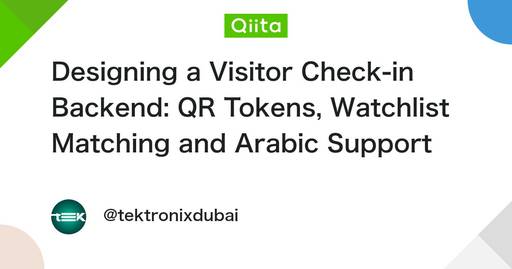 Qiita
Designing a Visitor Check-in
Backend: QR Tokens, Watchlist
Matching and Arabic Support
tEK
@tektronixdubai